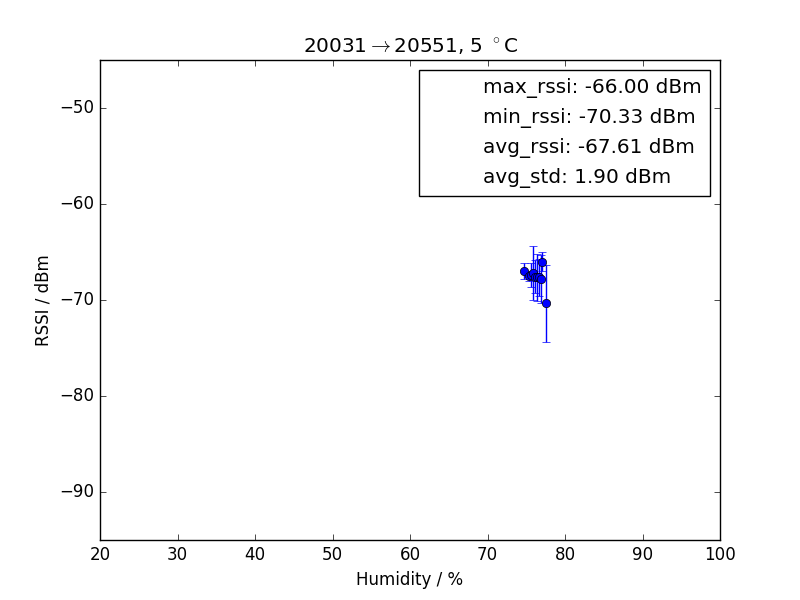 20031→20551, 5 °C
max_rssi: -66.00 dBm
min_rssi: -70.33 dBm
avg_rssi: -67.61 dBm
avg_std: 1.90 dBm
−50
−60
−70
−80
−90
RSSI / dBm
20 30 40 50 60 70 80 90 100
Humidity / %